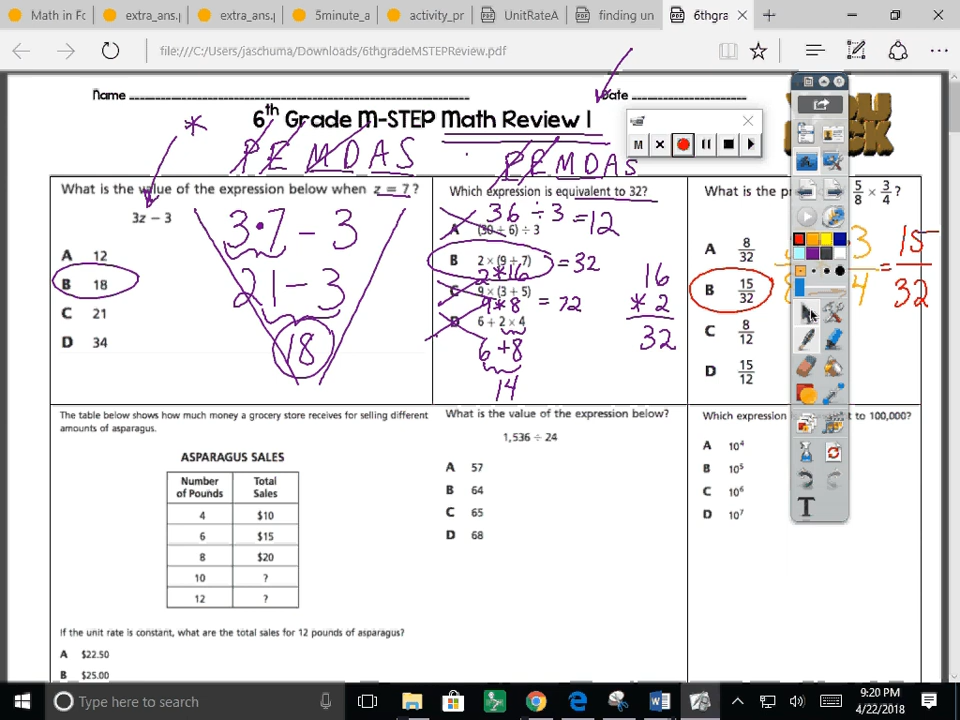 Math in Fo
extra_ans.p
extra_ans.p
5minute_a
activity_pr
UnitRateA
finding un
6thgra
file:///C:/Users/jaschuma/Downloads/6thgradeMSTEPReview.pdf
Name
Date
6th Grade M-STEP Math Review 1
M
PEMDAS
PEMDAS
What is the value of the expression below when z = 7?
3z – 3
A 12
B 18
C 21
D 34
3·7 – 3
21 – 3
18
Which expression is equivalent to 32?
36 ÷ 3 = 12
A (30 ÷ 6) ÷ 3
B 2 × (9 + 7) = 32
2 * 16
C 9 × (3 + 5)
9 * 8 = 72
D 6 + 2 × 4
6 + 8
14
16
* 2
32
What is the pr
5/8 × 3/4 ?
A 8/32
B 15/32
C 8/12
D 15/12
3
4
= 15/32
T
The table below shows how much money a grocery store receives for selling different
amounts of asparagus.
ASPARAGUS SALES
Number of Pounds Total Sales
4 $10
6 $15
8 $20
10 ?
12 ?
If the unit rate is constant, what are the total sales for 12 pounds of asparagus?
A $22.50
B $25.00
What is the value of the expression below?
1,536 ÷ 24
A 57
B 64
C 65
D 68
Which expression
t to 100,000?
A 10⁴
B 10⁵
C 10⁶
D 10⁷
Type here to search
9:20 PM
4/22/2018